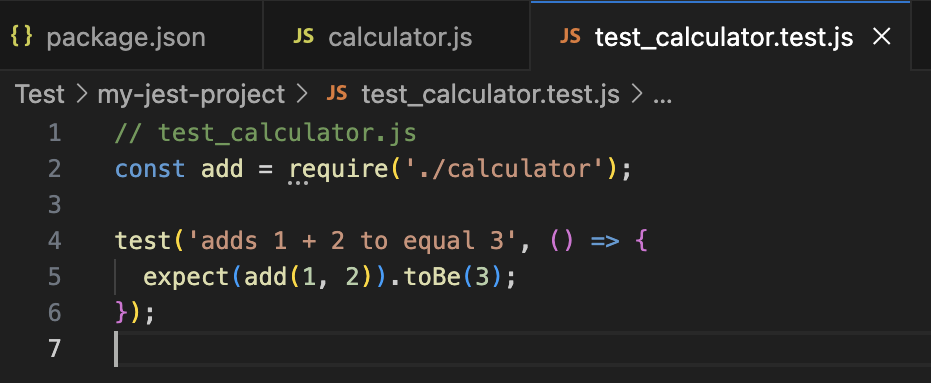 {} package.json JS calculator.js JS test_calculator.test.js ×
Test > my-jest-project > JS test_calculator.test.js > ...
1 // test_calculator.js
2 const add = require('./calculator');
3
4 test('adds 1 + 2 to equal 3', () => {
5 expect(add(1, 2)).toBe(3);
6 });
7